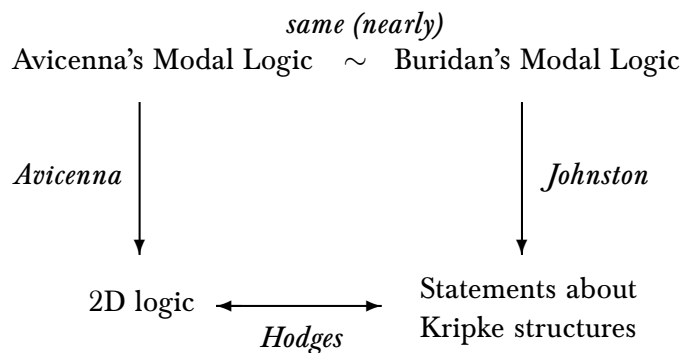 same (nearly)
Avicenna's Modal Logic ∼ Buridan's Modal Logic
Avicenna
Johnston
2D logic
Statements about
Kripke structures
Hodges